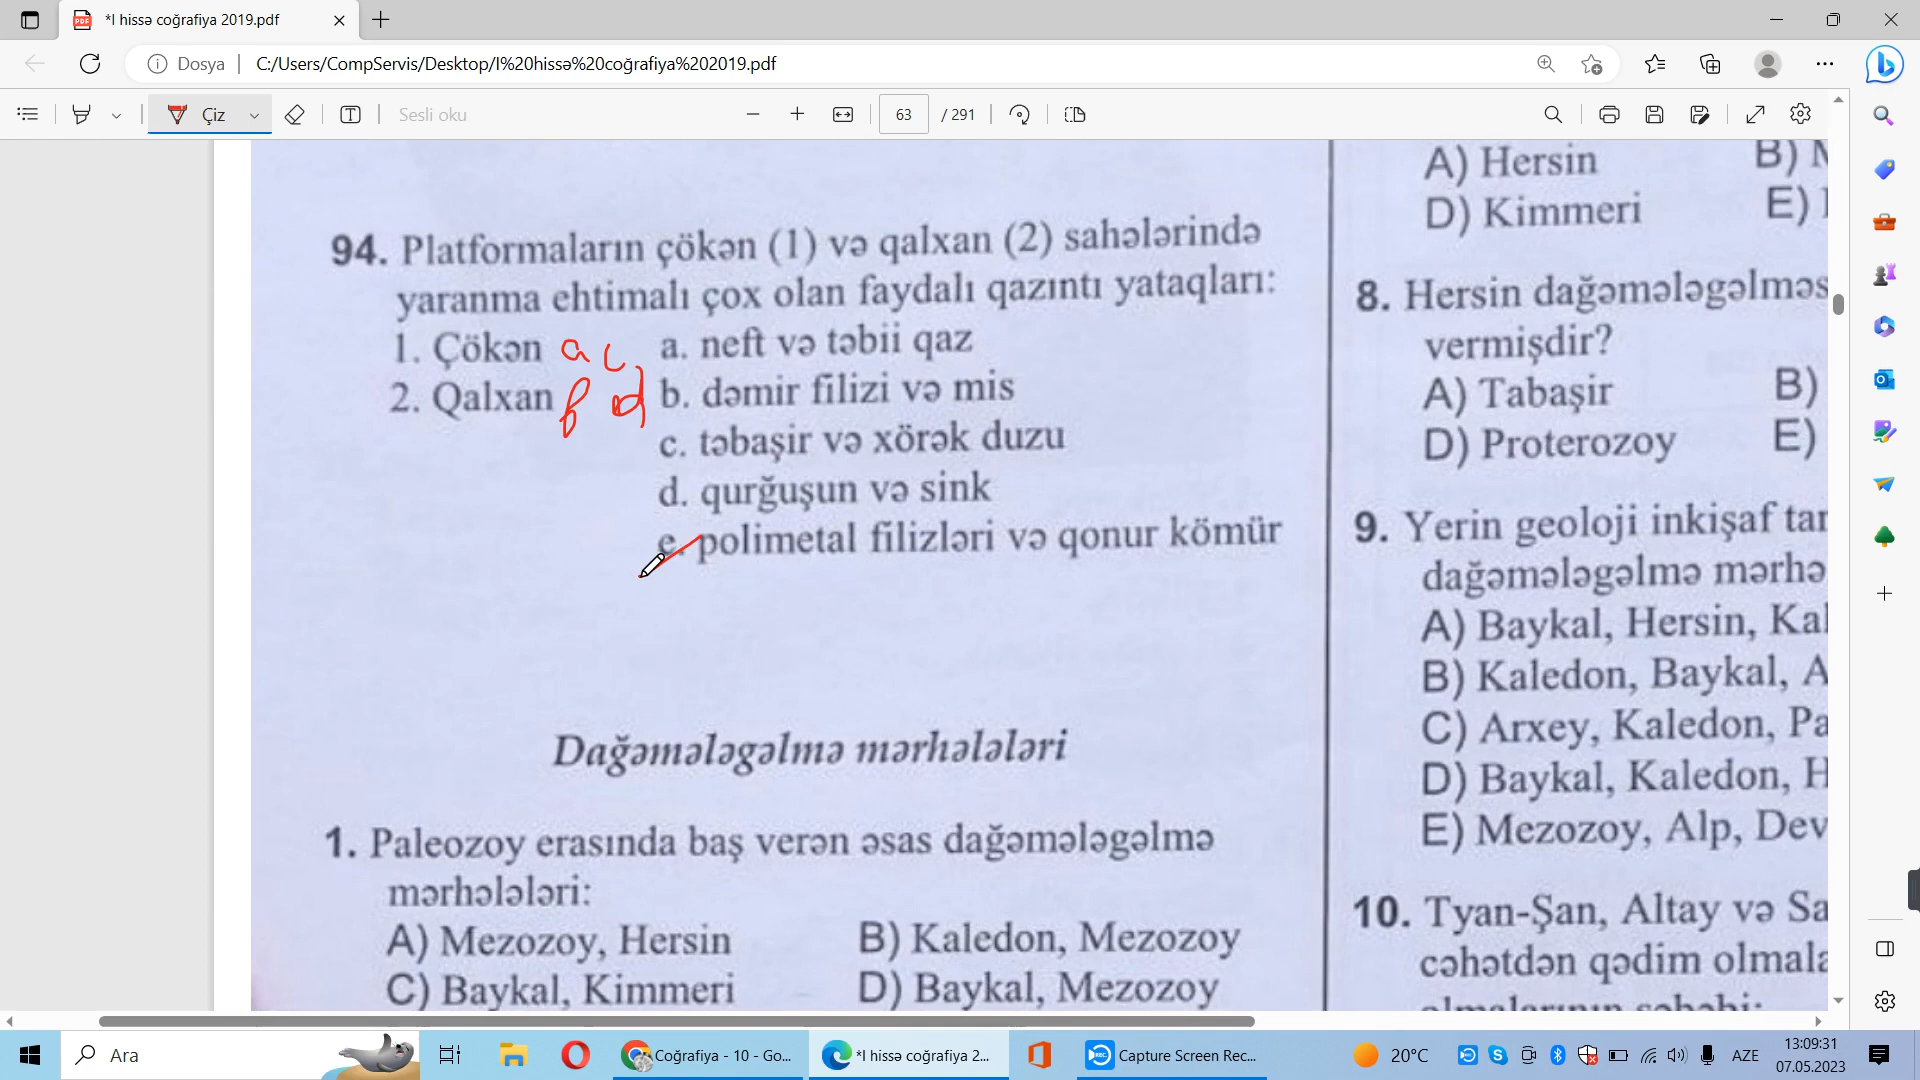 *I hissə coğrafiya 2019.pdf
Dosya
C:/Users/CompServis/Desktop/I%20hissə%20coğrafiya%202019.pdf
Çiz
Sesli oku
63
/ 291
94. Platformaların çökən (1) və qalxan (2) sahələrində
yaranma ehtimalı çox olan faydalı qazıntı yataqları:
1. Çökən a c,
2. Qalxan b d
a. neft və təbii qaz
b. dəmir filizi və mis
c. təbaşir və xörək duzu
d. qurğuşun və sink
e. polimetal filizləri və qonur kömür
Dağəmələgəlmə mərhələləri
1. Paleozoy erasında baş verən əsas dağəmələgəlmə
mərhələləri:
A) Mezozoy, Hersin B) Kaledon, Mezozoy
C) Baykal, Kimmeri D) Baykal, Mezozoy
A) Hersin B)
D) Kimmeri E)
8. Hersin dağəmələgəlməs
vermişdir?
A) Tabaşir B)
D) Proterozoy E)
9. Yerin geoloji inkişaf tar
dağəmələgəlmə mərhə
A) Baykal, Hersin, Kal
B) Kaledon, Baykal, A
C) Arxey, Kaledon, Pa
D) Baykal, Kaledon, H
E) Mezozoy, Alp, Dev
10. Tyan-Şan, Altay və Sa
cəhətdən qədim olmala
Ara
Coğrafiya - 10 - Go...
*I hissə coğrafiya 2...
Capture Screen Rec...
20°C
AZE
13:09:31
07.05.2023